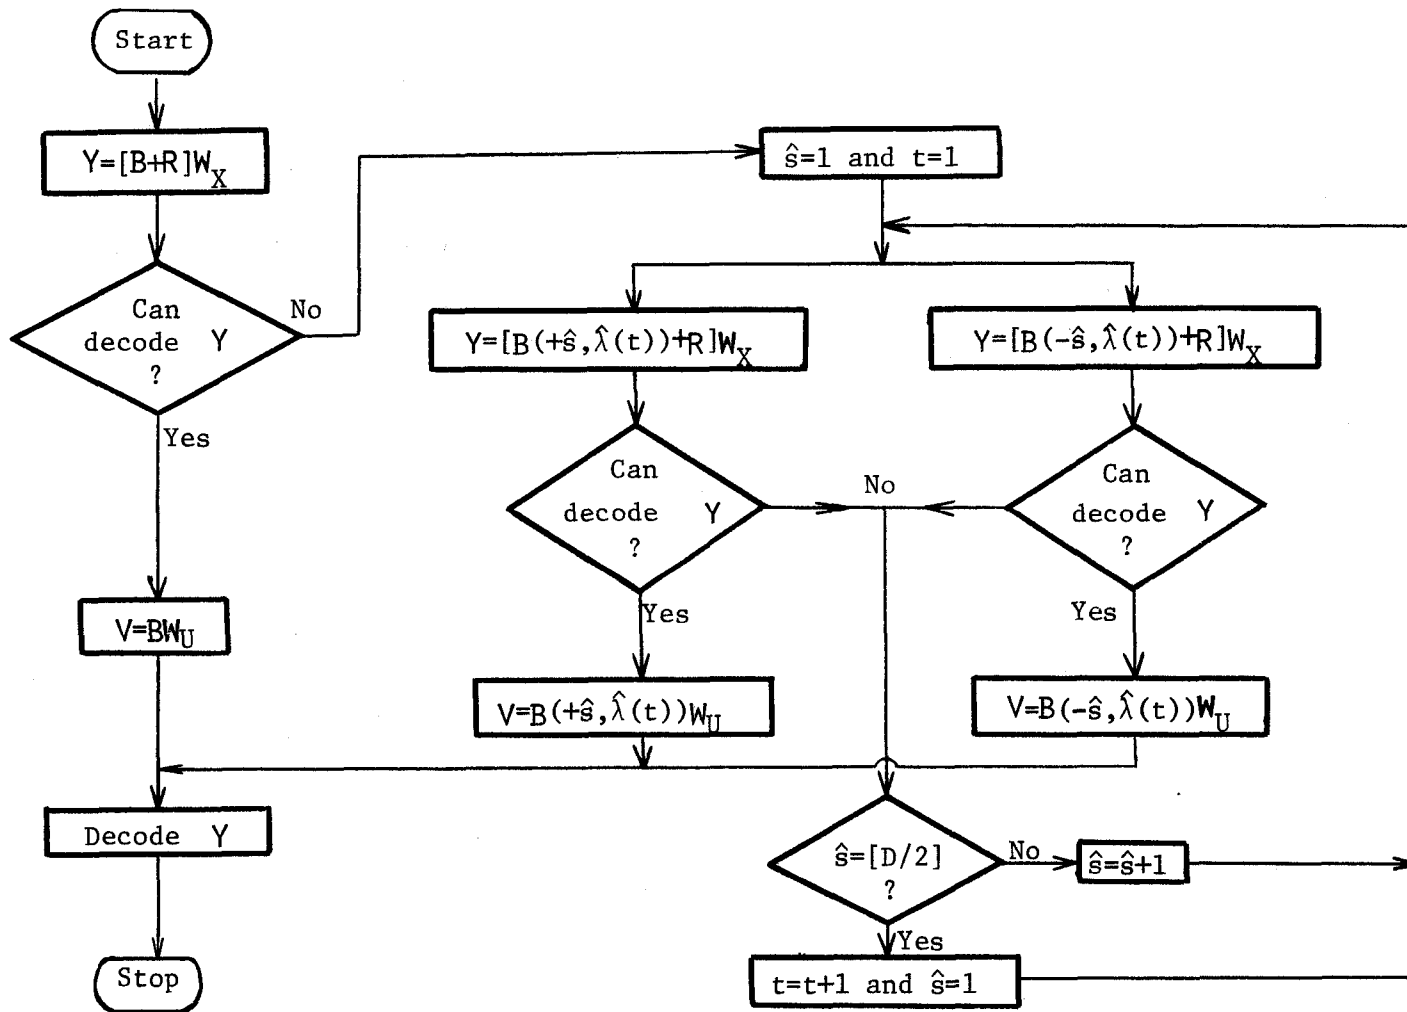 Start
Y=[B+R]W_X
Can
decode Y
?
No
Yes
V=BW_U
Decode Y
Stop
ŝ=1 and t=1
Y=[B(+ŝ,λ̂(t))+R]W_X
Can
decode Y
?
Yes
V=B(+ŝ,λ̂(t))W_U
No
Y=[B(-ŝ,λ̂(t))+R]W_X
Can
decode Y
?
Yes
V=B(-ŝ,λ̂(t))W_U
ŝ=[D/2]
?
No
ŝ=ŝ+1
Yes
t=t+1 and ŝ=1